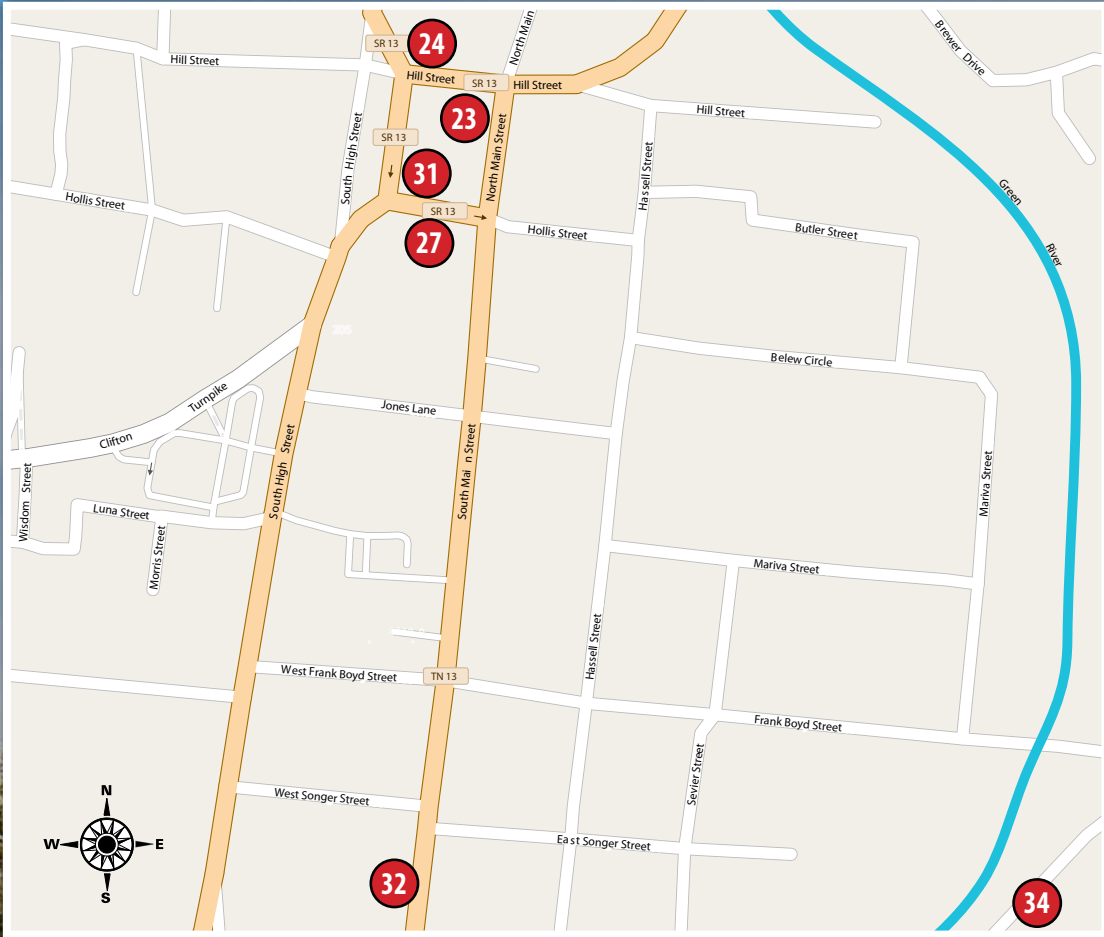 SR 13
24
North Main
Brewer Drive
Hill Street
Hill Street
SR 13
Hill Street
Hill Street
23
SR 13
South High Street
North Main Street
Hassell Street
31
Green
River
Hollis Street
SR 13
27
Hollis Street
Butler Street
Belew Circle
Turnpike
Clifton
Jones Lane
South High Street
South Mai n Street
Wisdom Street
Mariva Street
Luna Street
Morris Street
Mariva Street
Hassell Street
West Frank Boyd Street
TN 13
Frank Boyd Street
Sevier Street
West Songer Street
East Songer Street
N
W
E
S
32
34